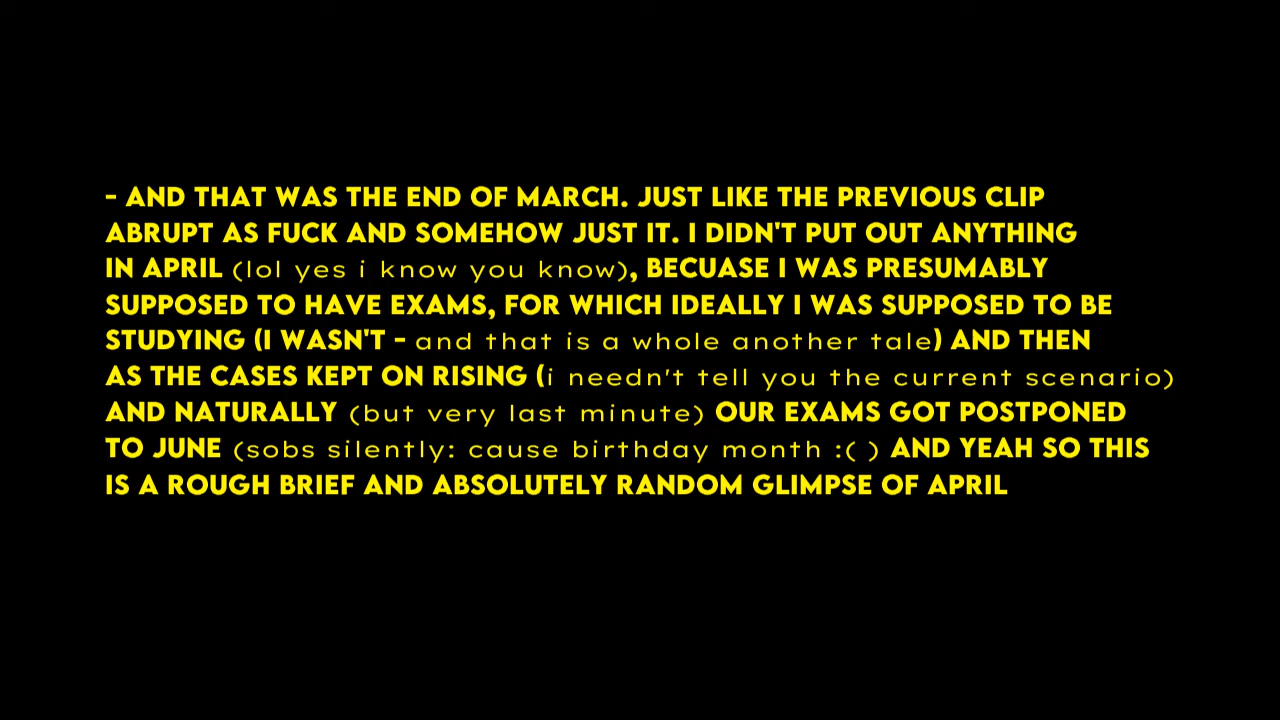 - AND THAT WAS THE END OF MARCH. JUST LIKE THE PREVIOUS CLIP
ABRUPT AS FUCK AND SOMEHOW JUST IT. I DIDN'T PUT OUT ANYTHING
IN APRIL (lol yes i know you know), BECUASE I WAS PRESUMABLY
SUPPOSED TO HAVE EXAMS, FOR WHICH IDEALLY I WAS SUPPOSED TO BE
STUDYING (I WASN'T - and that is a whole another tale) AND THEN
AS THE CASES KEPT ON RISING (i needn't tell you the current scenario)
AND NATURALLY (but very last minute) OUR EXAMS GOT POSTPONED
TO JUNE (sobs silently: cause birthday month :( ) AND YEAH SO THIS
IS A ROUGH BRIEF AND ABSOLUTELY RANDOM GLIMPSE OF APRIL